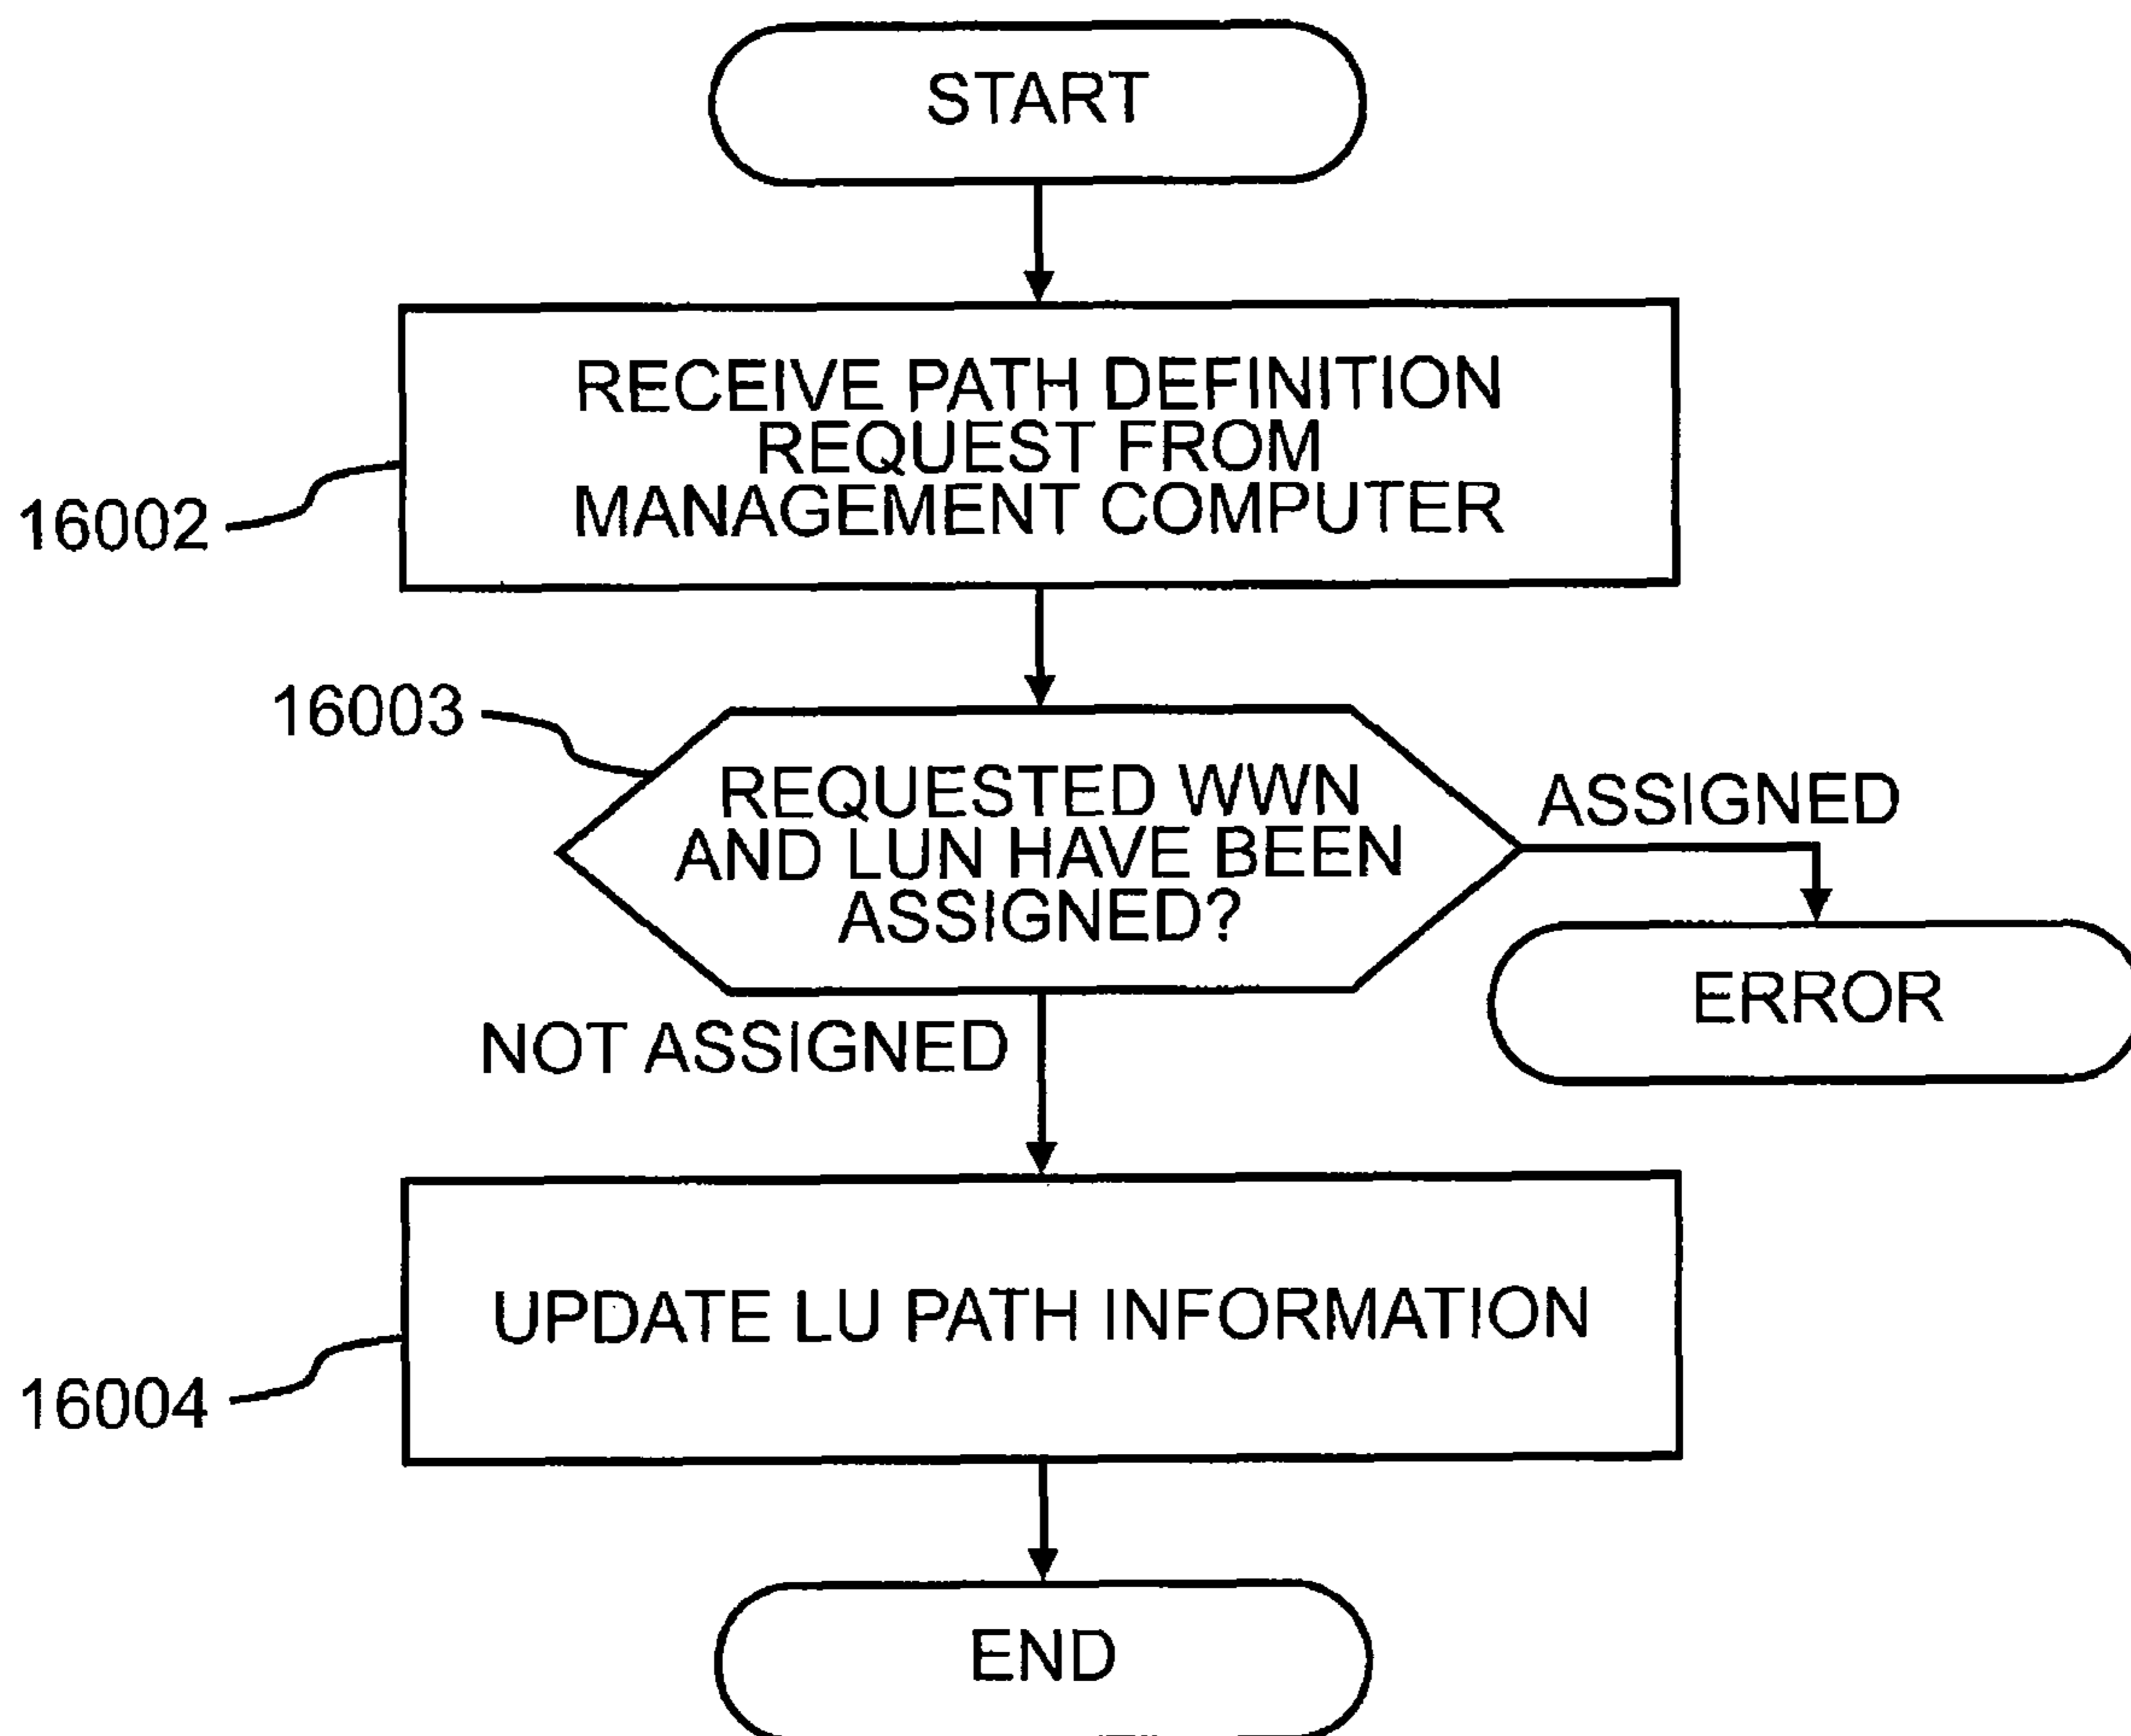 START
RECEIVE PATH DEFINITION
REQUEST FROM
MANAGEMENT COMPUTER
16002
16003
REQUESTED WWN
AND LUN HAVE BEEN
ASSIGNED?
ASSIGNED
ERROR
NOT ASSIGNED
UPDATE LU PATH INFORMATION
16004
END